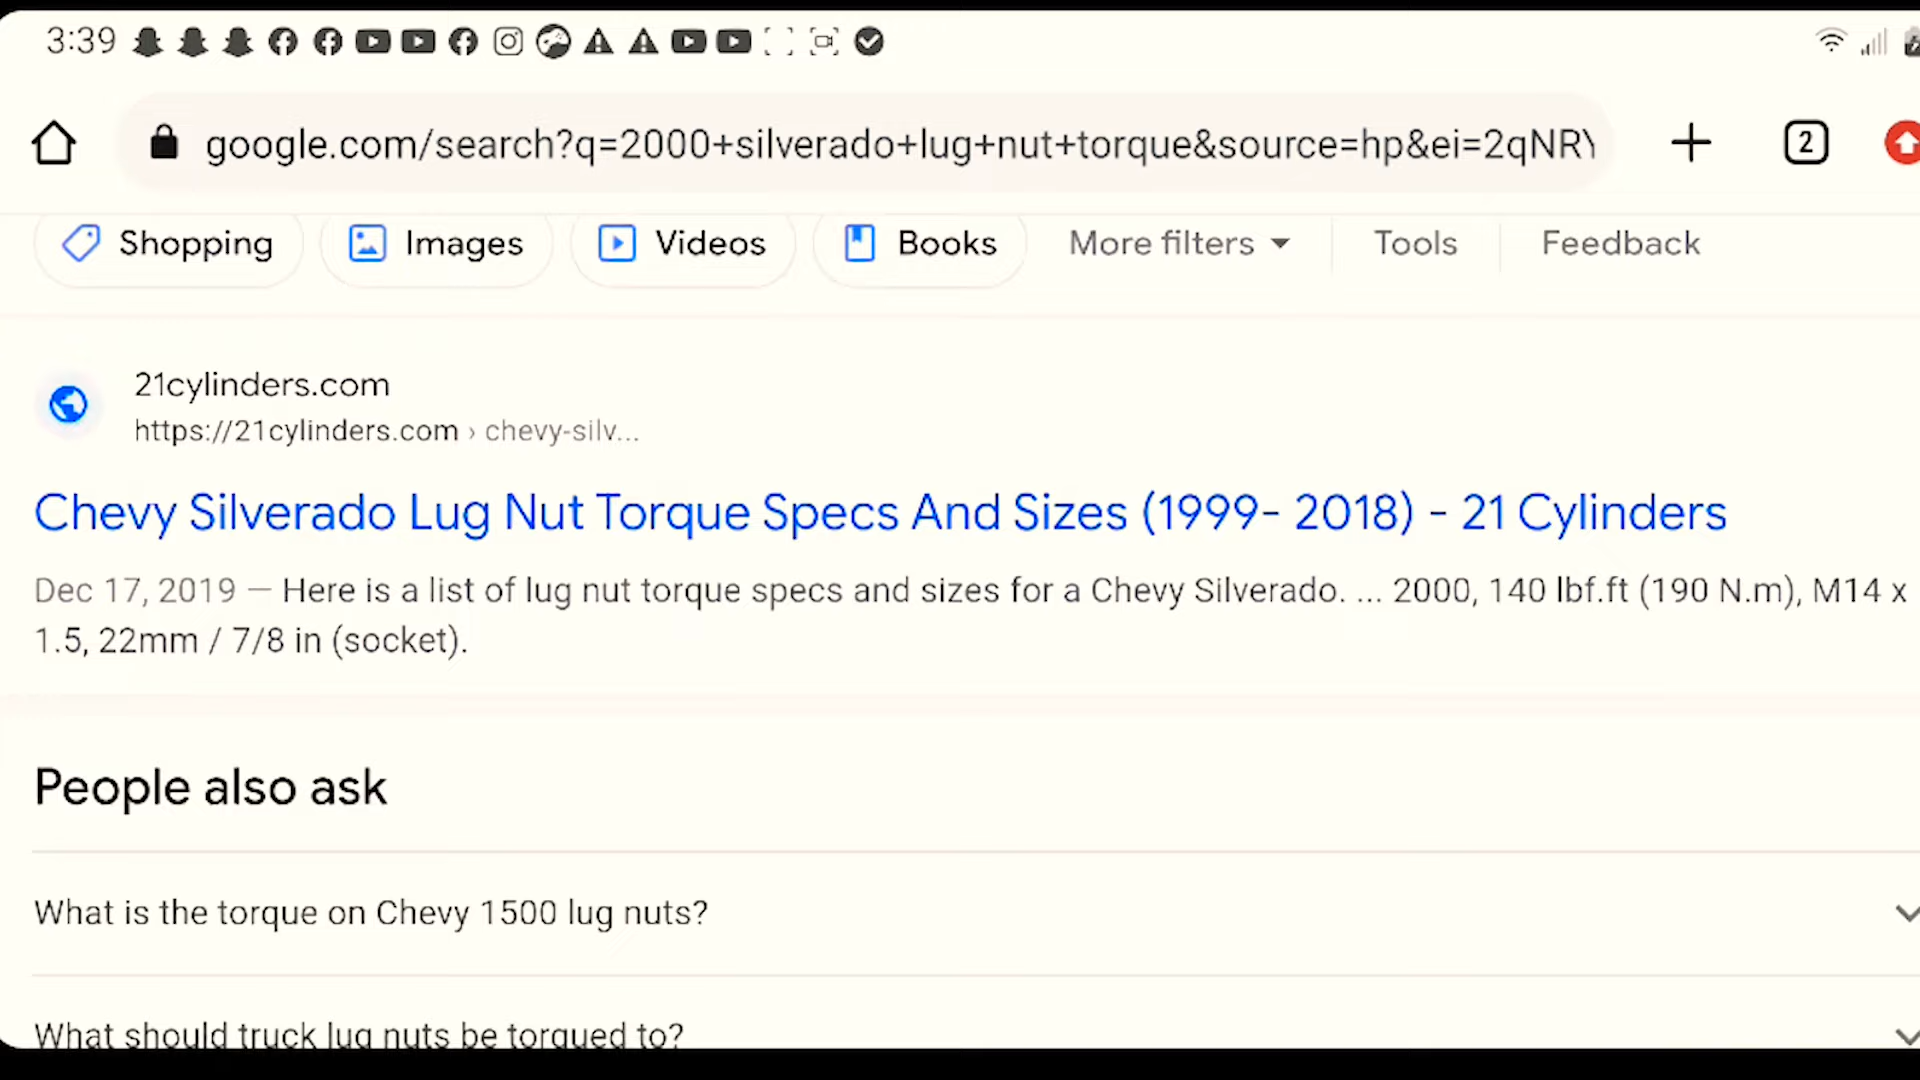 3:39
google.com/search?q=2000+silverado+lug+nut+torque&source=hp&ei=2qNRY
2
Shopping
Images
Videos
Books
More filters
Tools
Feedback
21cylinders.com
https://21cylinders.com › chevy-silv...
Chevy Silverado Lug Nut Torque Specs And Sizes (1999- 2018) - 21 Cylinders
Dec 17, 2019 — Here is a list of lug nut torque specs and sizes for a Chevy Silverado. ... 2000, 140 lbf.ft (190 N.m), M14 x
1.5, 22mm / 7/8 in (socket).
People also ask
What is the torque on Chevy 1500 lug nuts?
What should truck lug nuts be torqued to?